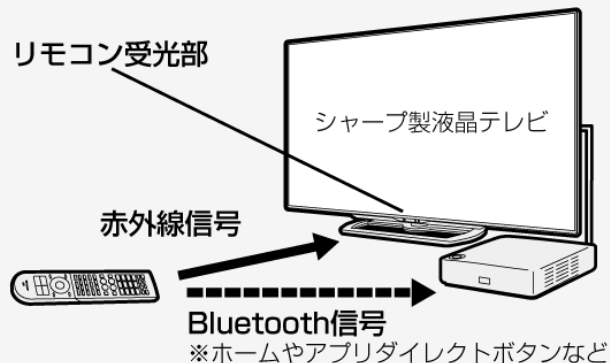 リモコン受光部
シャープ製液晶テレビ
赤外線信号
Bluetooth信号
※ホームやアプリダイレクトボタンなど